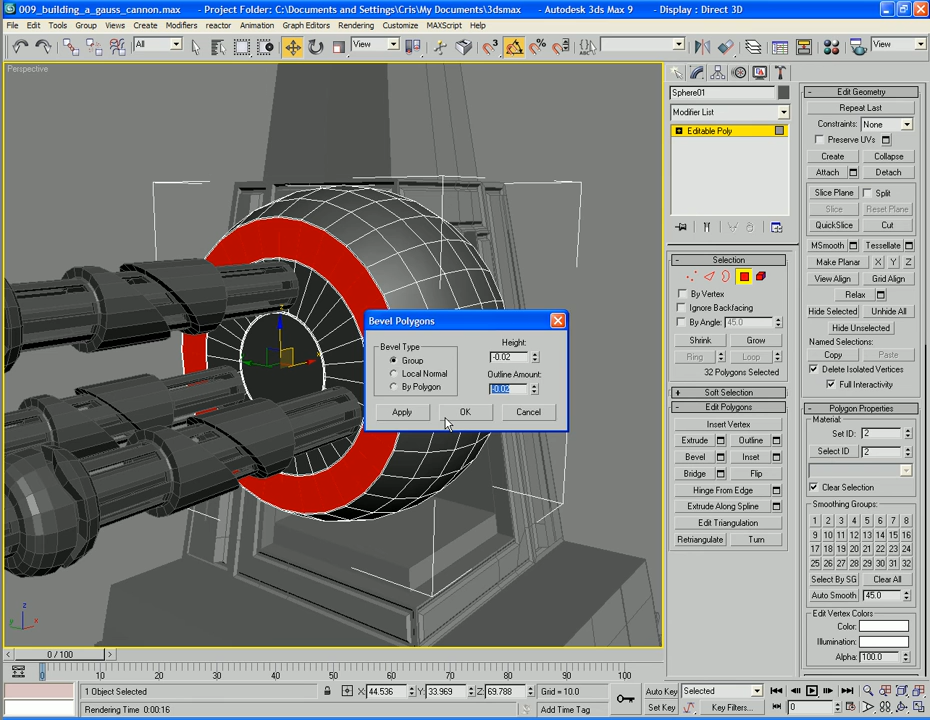 009_building_a_gauss_cannon.max - Project Folder: C:\Documents and Settings\Cris\My Documents\3dsmax - Autodesk 3ds Max 9 - Display : Direct 3D
File Edit Tools Group Views Create Modifiers reactor Animation Graph Editors Rendering Customize MAXScript Help
All View View
Perspective
Sphere01
Modifier List
Editable Poly
Selection
By Vertex
Ignore Backfacing
By Angle: 45.0
Shrink Grow
Ring Loop
32 Polygons Selected
Soft Selection
Edit Polygons
Insert Vertex
Extrude Outline
Bevel Inset
Bridge Flip
Hinge From Edge
Extrude Along Spline
Edit Triangulation
Retriangulate Turn
Edit Geometry
Repeat Last
Constraints: None
Preserve UVs
Create Collapse
Attach Detach
Slice Plane Split
Slice Reset Plane
QuickSlice Cut
MSmooth Tessellate
Make Planar X Y Z
View Align Grid Align
Relax
Hide Selected Unhide All
Hide Unselected
Named Selections:
Copy Paste
Delete Isolated Vertices
Full Interactivity
Polygon Properties
Material:
Set ID: 2
Select ID 2
Clear Selection
Smoothing Groups:
1 2 3 4 5 6 7 8
9 10 11 12 13 14 15 16
17 18 19 20 21 22 23 24
25 26 27 28 29 30 31 32
Select By SG Clear All
Auto Smooth 45.0
Edit Vertex Colors
Color:
Illumination:
Alpha: 100.0
Bevel Polygons
Bevel Type
Group
Local Normal
By Polygon
Height:
-0.02
Outline Amount:
-0.02
Apply OK Cancel
z
x
y
0 / 100
0 10 20 30 40 50 60 70 80 90 100
1 Object Selected X: 44.536 Y: 33.969 Z: 69.788 Grid = 10.0 Auto Key Selected
Rendering Time 0:00:16 Add Time Tag Set Key Key Filters... 0